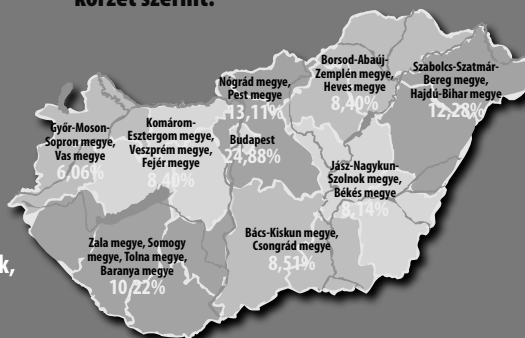 körzet szerint:
Borsod-Abaúj-
Zemplén megye,
Heves megye
8,40%
Szabolcs-Szatmár-
Bereg megye,
Hajdú-Bihar megye
12,28%
Nógrád megye,
Pest megye
13,11%
Budapest
24,88%
Győr-Moson-
Sopron megye,
Vas megye
6,06%
Komárom-
Esztergom megye,
Veszprém megye,
Fejér megye
8,40%
Jász-Nagykun-
Szolnok megye,
Békés megye
8,14%
Zala megye, Somogy
megye, Tolna megye,
Baranya megye
10,22%
Bács-Kiskun megye,
Csongrád megye
8,51%